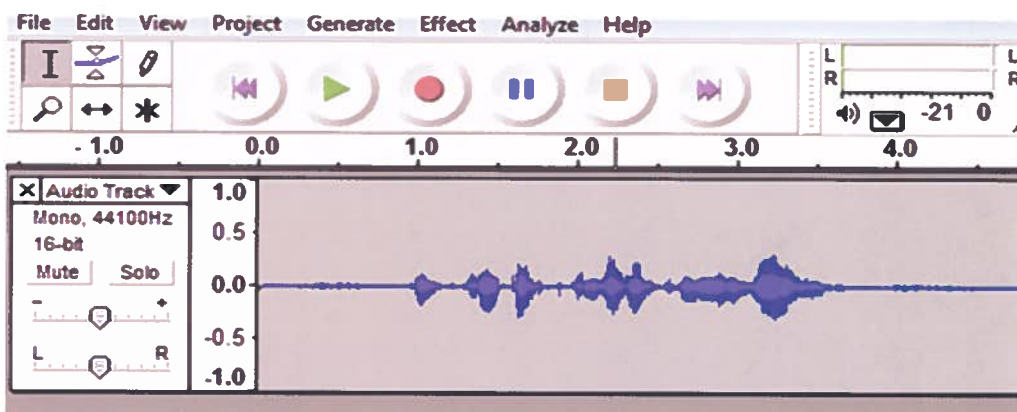 File Edit View Project Generate Effect Analyze Help
L
R
-21 0
L
R
- 1.0 0.0 1.0 2.0 3.0 4.0
X Audio Track
Mono, 44100Hz
16-bit
Mute Solo
- +
L R
1.0
0.5
0.0
-0.5
-1.0